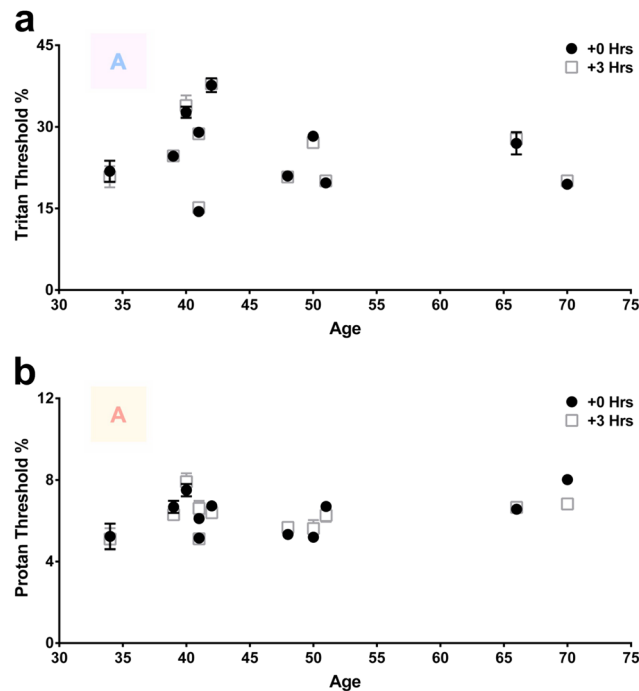 a
A
+0 Hrs
+3 Hrs
Tritan Threshold %
45
30
15
0
30 35 40 45 50 55 60 65 70 75
Age
b
A
+0 Hrs
+3 Hrs
Protan Threshold %
12
8
4
0
30 35 40 45 50 55 60 65 70 75
Age